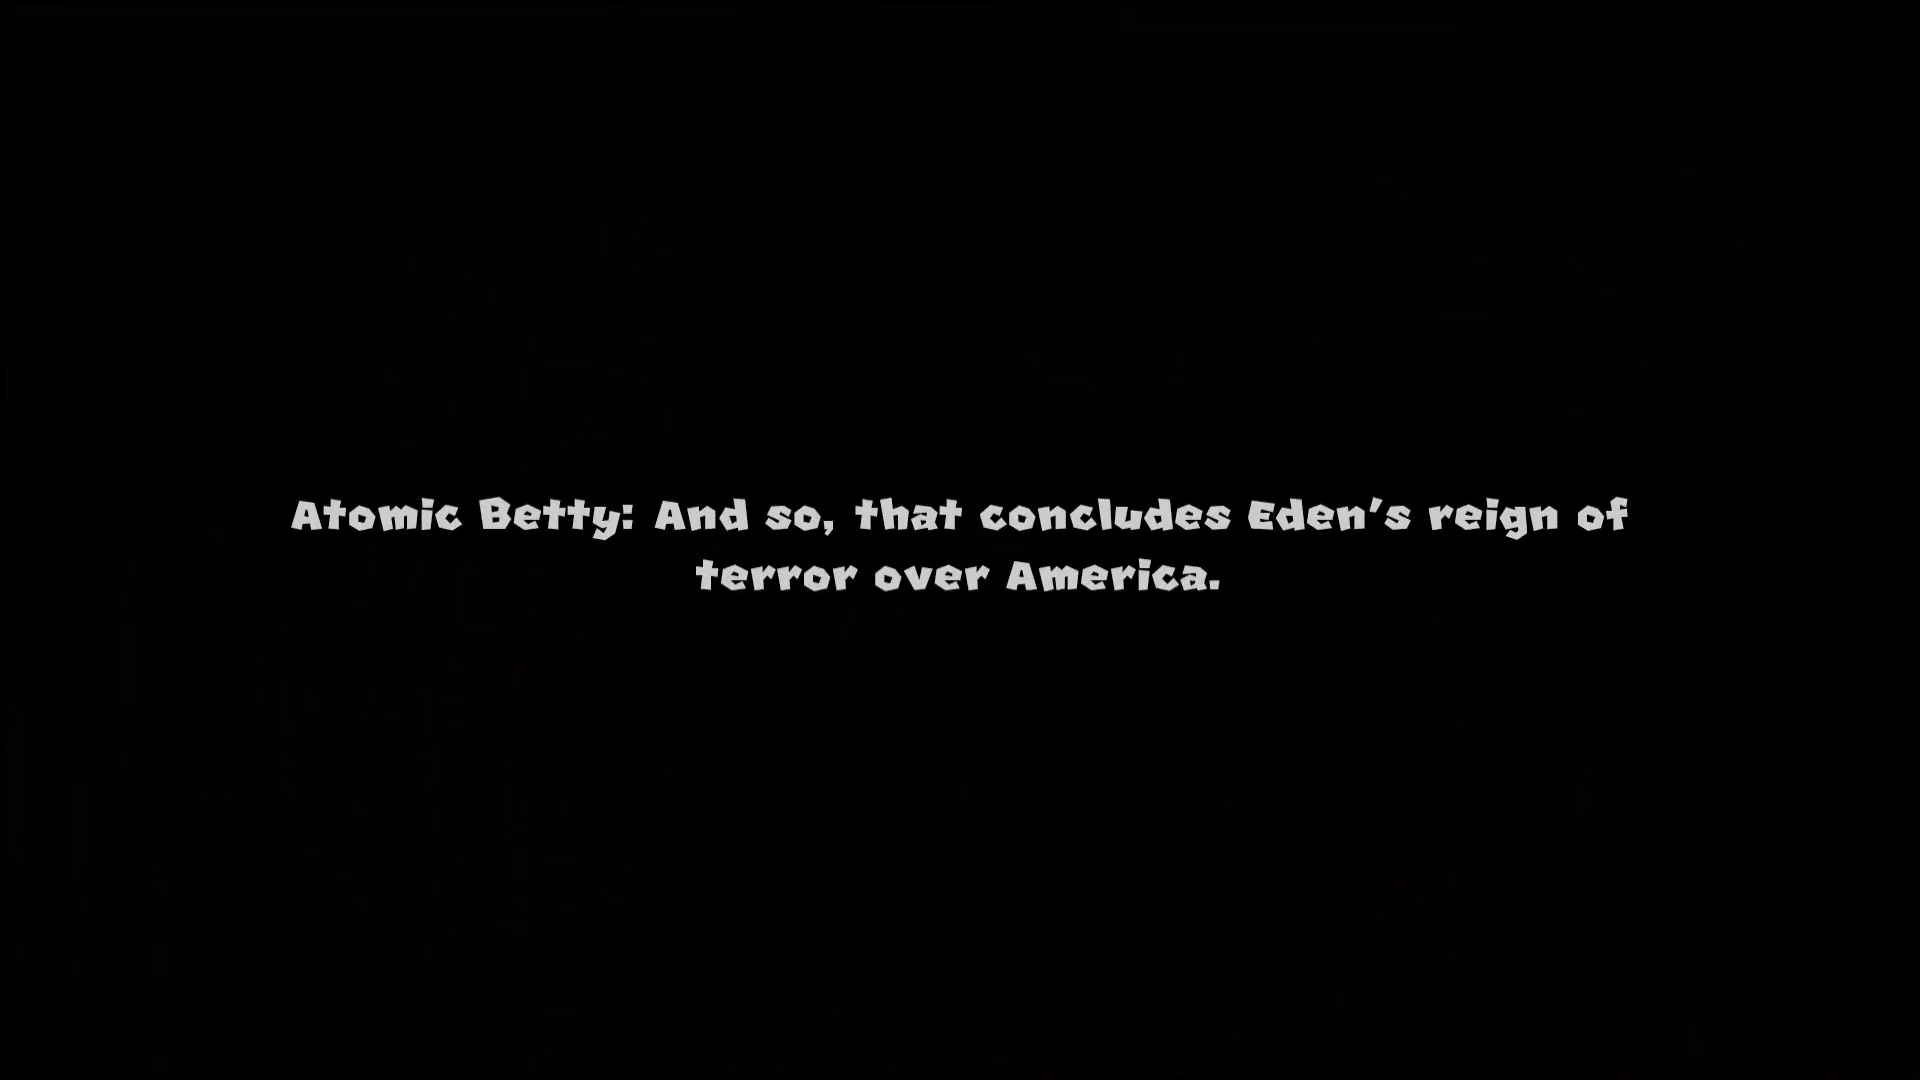 Atomic Betty: And so, that concludes Eden's reign of
terror over America.